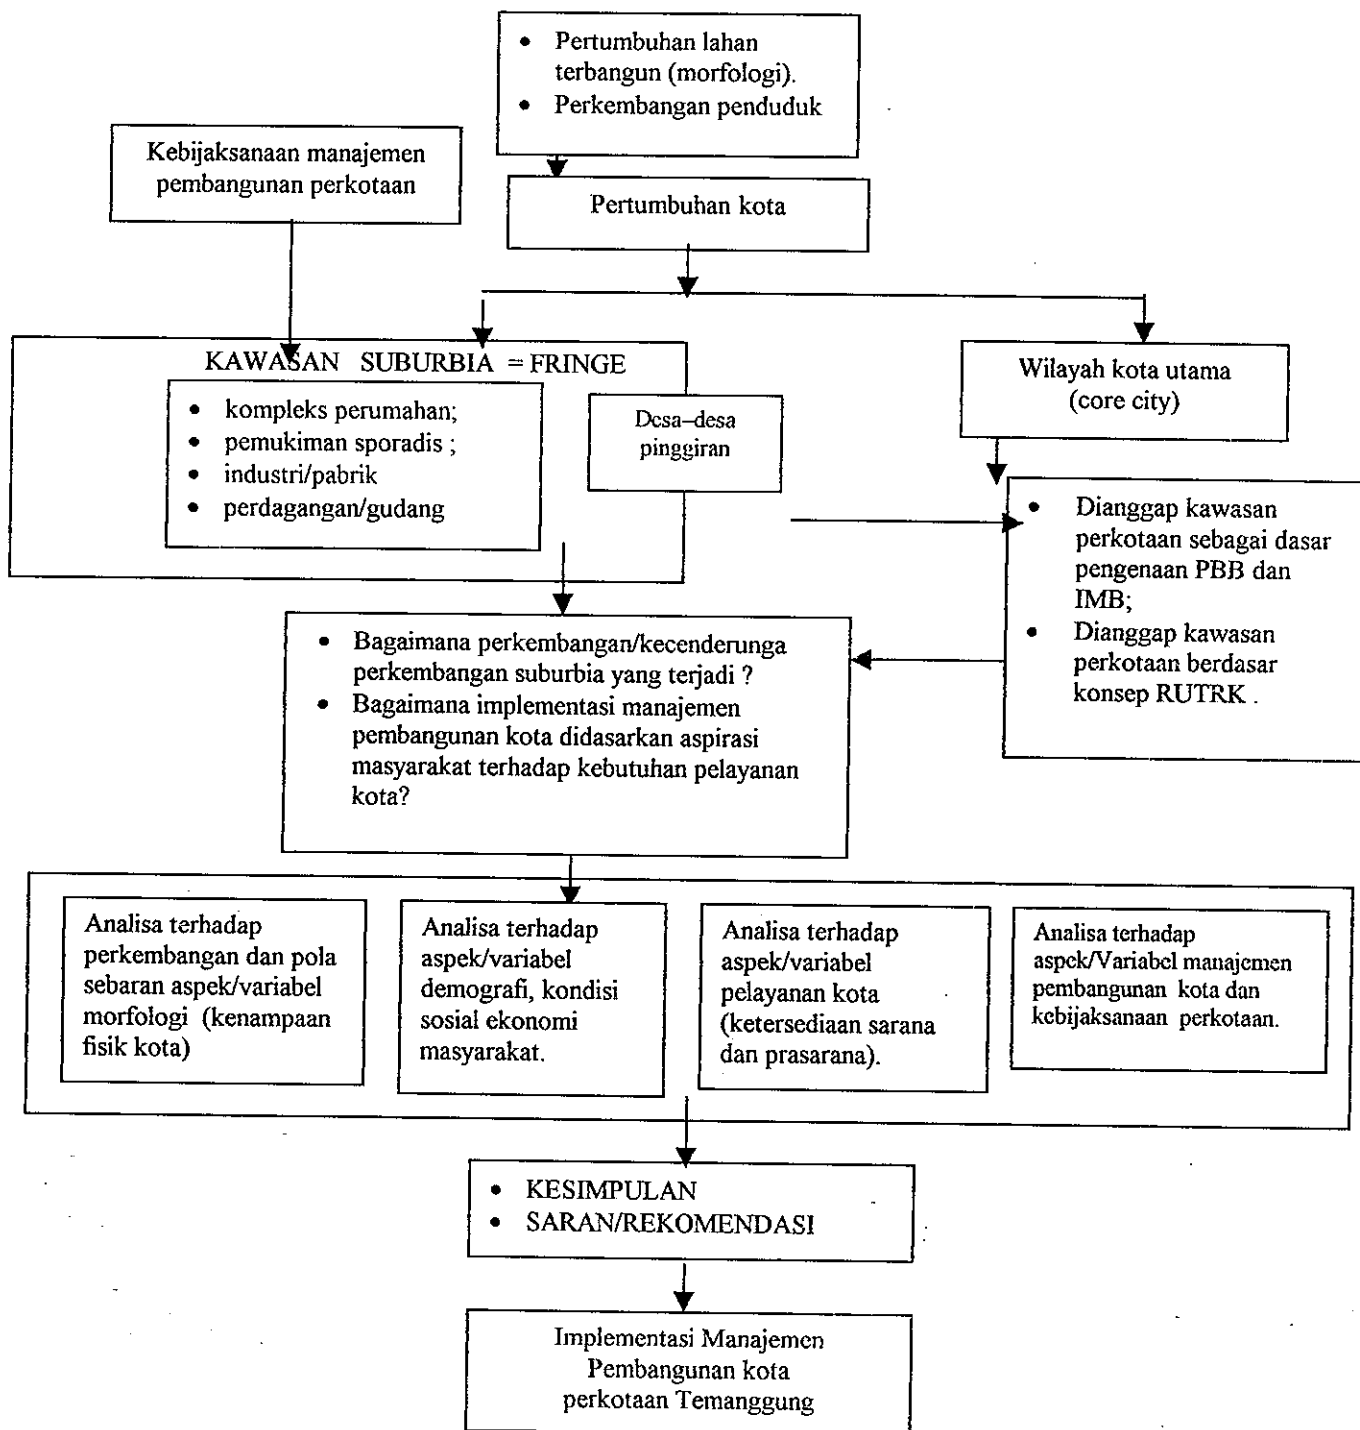 • Pertumbuhan lahan
terbangun (morfologi).
• Perkembangan penduduk
Kebijaksanaan manajemen
pembangunan perkotaan
Pertumbuhan kota
KAWASAN SUBURBIA = FRINGE
• kompleks perumahan;
• pemukiman sporadis ;
• industri/pabrik
• perdagangan/gudang
Desa–desa
pinggiran
Wilayah kota utama
(core city)
• Dianggap kawasan
perkotaan sebagai dasar
pengenaan PBB dan
IMB;
• Dianggap kawasan
perkotaan berdasar
konsep RUTRK .
• Bagaimana perkembangan/kecenderunga
perkembangan suburbia yang terjadi ?
• Bagaimana implementasi manajemen
pembangunan kota didasarkan aspirasi
masyarakat terhadap kebutuhan pelayanan
kota?
Analisa terhadap
perkembangan dan pola
sebaran aspek/variabel
morfologi (kenampaan
fisik kota)
Analisa terhadap
aspek/variabel
demografi, kondisi
sosial ekonomi
masyarakat.
Analisa terhadap
aspek/variabel
pelayanan kota
(ketersediaan sarana
dan prasarana).
Analisa terhadap
aspek/Variabel manajemen
pembangunan kota dan
kebijaksanaan perkotaan.
• KESIMPULAN
• SARAN/REKOMENDASI
Implementasi Manajemen
Pembangunan kota
perkotaan Temanggung